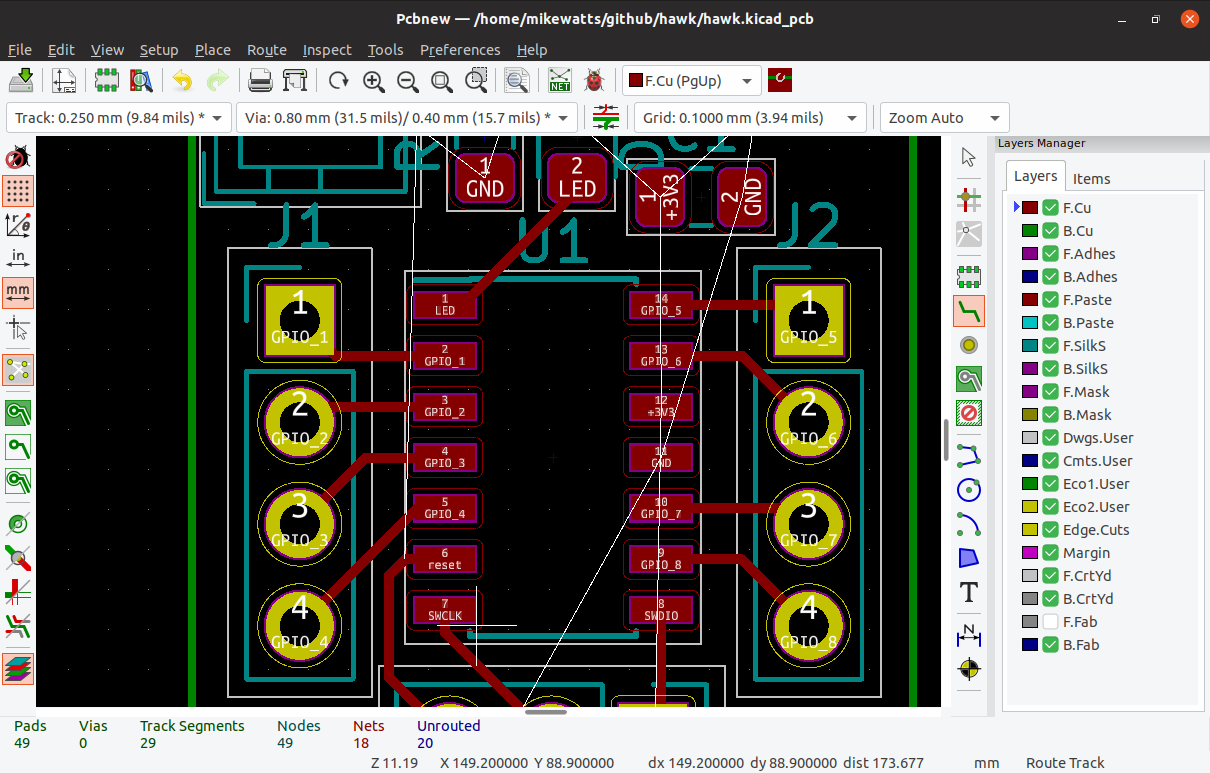 Pcbnew — /home/mikewatts/github/hawk/hawk.kicad_pcb
File Edit View Setup Place Route Inspect Tools Preferences Help
NET
F.Cu (PgUp)
Track: 0.250 mm (9.84 mils) *
Via: 0.80 mm (31.5 mils)/ 0.40 mm (15.7 mils) *
Grid: 0.1000 mm (3.94 mils)
Zoom Auto
in
mm
T
N
1
GND
2
LED
1
+3V3
2
GND
J1
U1
J2
1
GPIO_1
2
GPIO_2
3
GPIO_3
4
GPIO_4
1
LED
2
GPIO_1
3
GPIO_2
4
GPIO_3
5
GPIO_4
6
reset
7
SWCLK
14
GPIO_5
13
GPIO_6
12
+3V3
11
GND
10
GPIO_7
9
GPIO_8
8
SWDIO
1
GPIO_5
2
GPIO_6
3
GPIO_7
4
GPIO_8
Layers Manager
Layers Items
F.Cu
B.Cu
F.Adhes
B.Adhes
F.Paste
B.Paste
F.SilkS
B.SilkS
F.Mask
B.Mask
Dwgs.User
Cmts.User
Eco1.User
Eco2.User
Edge.Cuts
Margin
F.CrtYd
B.CrtYd
F.Fab
B.Fab
Pads Vias Track Segments Nodes Nets Unrouted
49 0 29 49 18 20
Z 11.19 X 149.200000 Y 88.900000 dx 149.200000 dy 88.900000 dist 173.677 mm Route Track